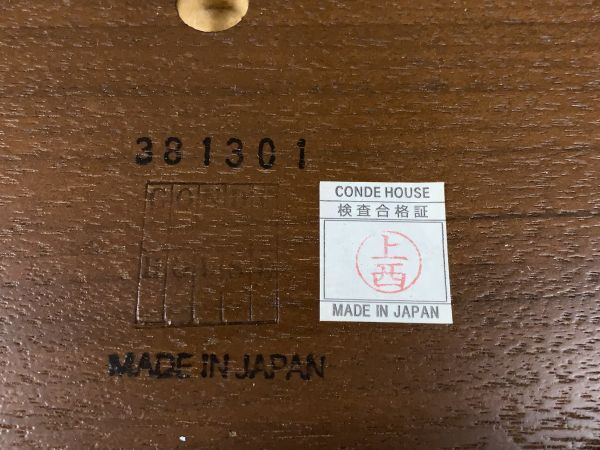 381301
CONDE HOUSE
検査合格証
上西
MADE IN JAPAN
MADE IN JAPAN